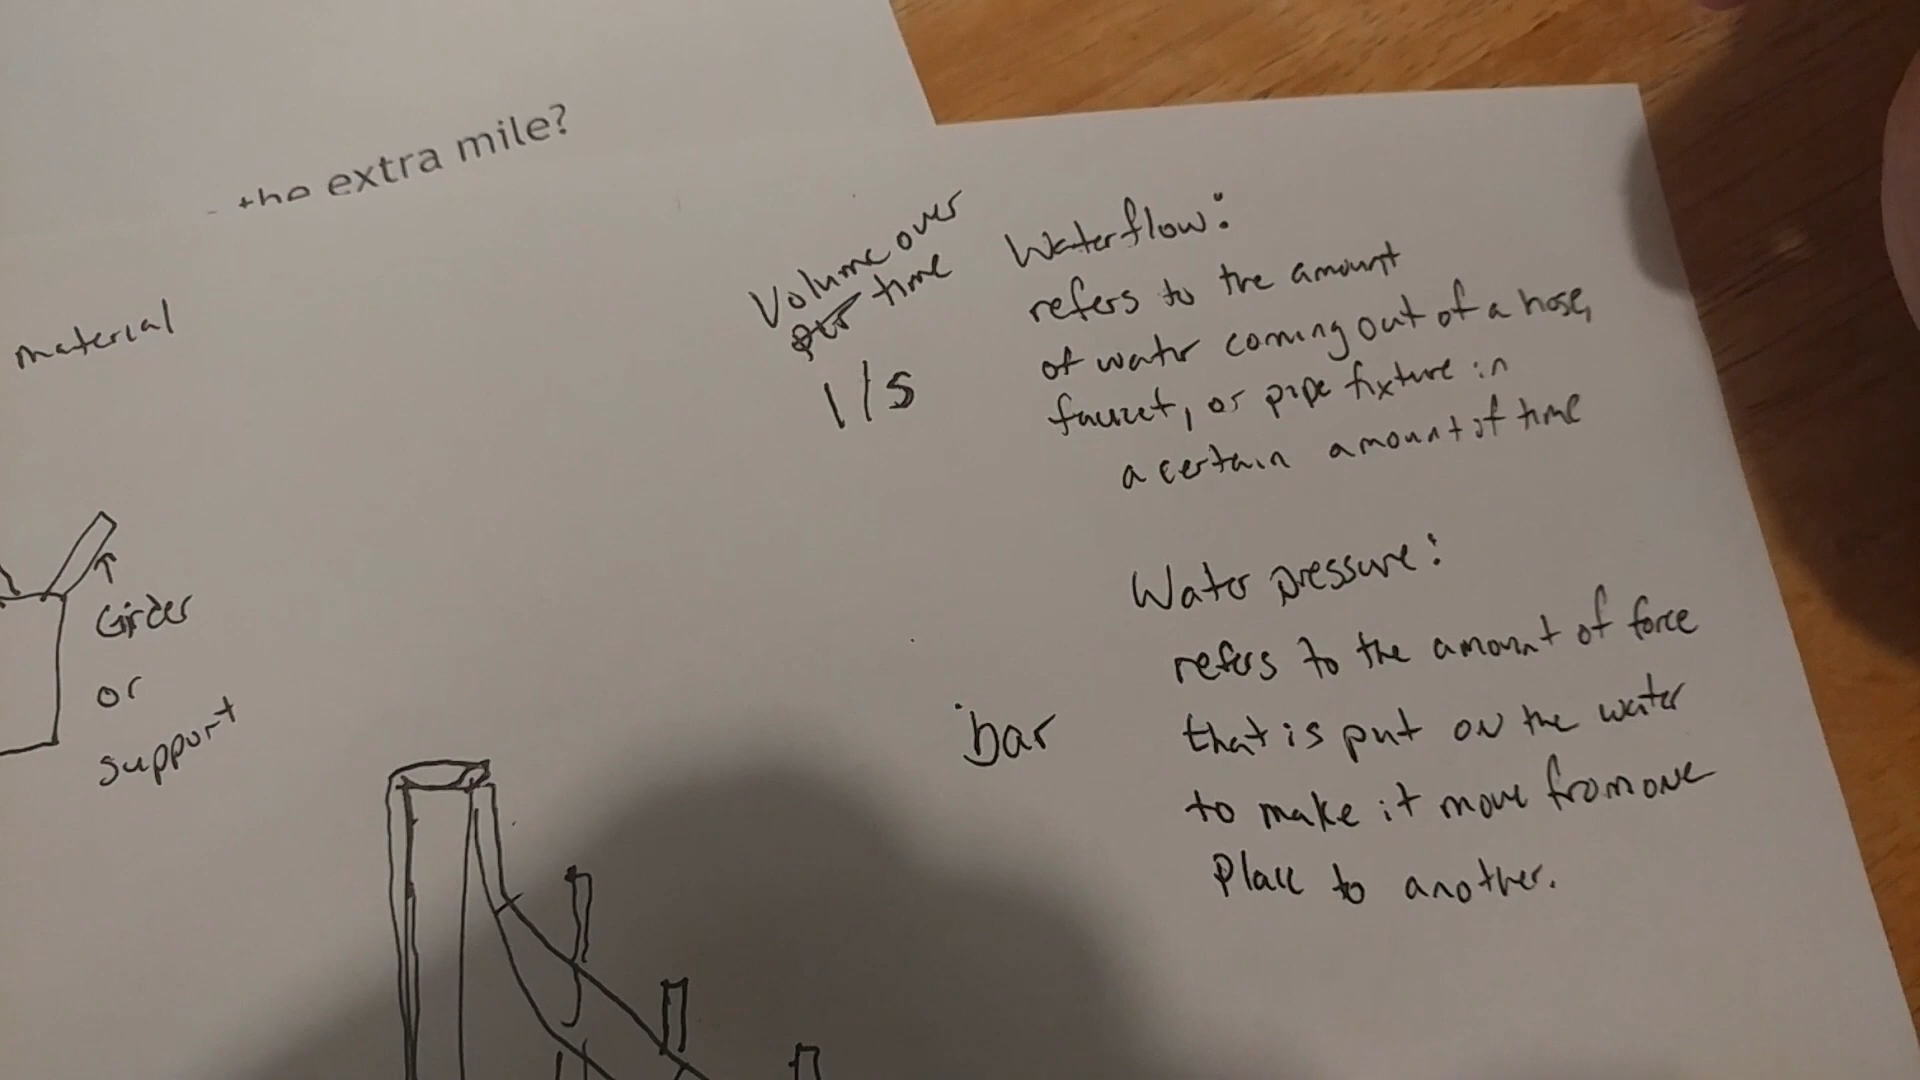 the extra mile?
material
Girder
or
support
Volume over
per time
l/s
Waterflow:
refers to the amount
of water coming out of a hose,
faucet, or pipe fixture in
a certain amount of time
Water pressure:
refers to the amount of force
bar
that is put on the water
to make it move from one
place to another.